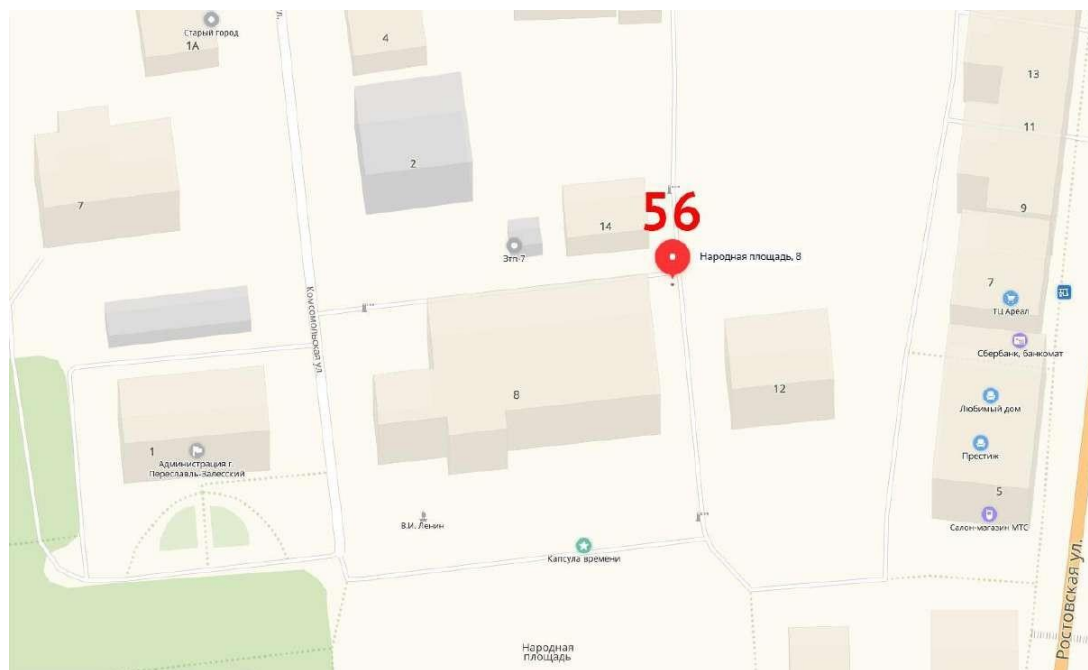 ул.
Старый город
1А
4
13
11
2
7
9
56
14
Этп-7
Народная площадь, 8
7
ТЦ Ареал
Комсомольская ул.
Сбербанк, банкомат
8
12
Любимый дом
1
Администрация г.
Переславль-Залесский
Престиж
5
В.И. Ленин
Салон-магазин МТС
Капсула времени
Ростовская ул.
Народная
площадь